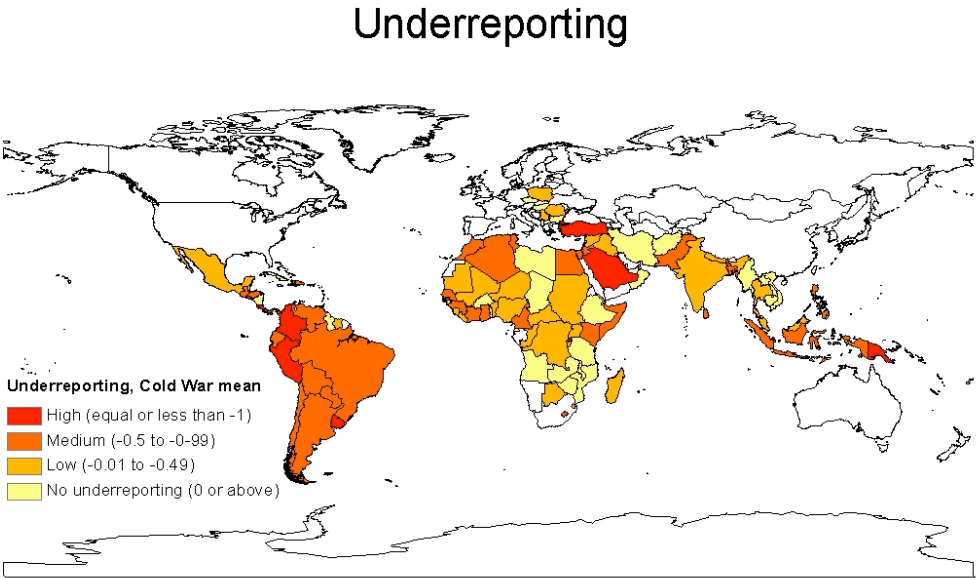 Underreporting
Underreporting, Cold War mean
High (equal or less than -1)
Medium (-0.5 to -0-99)
Low (-0.01 to -0.49)
No underreporting (0 or above)